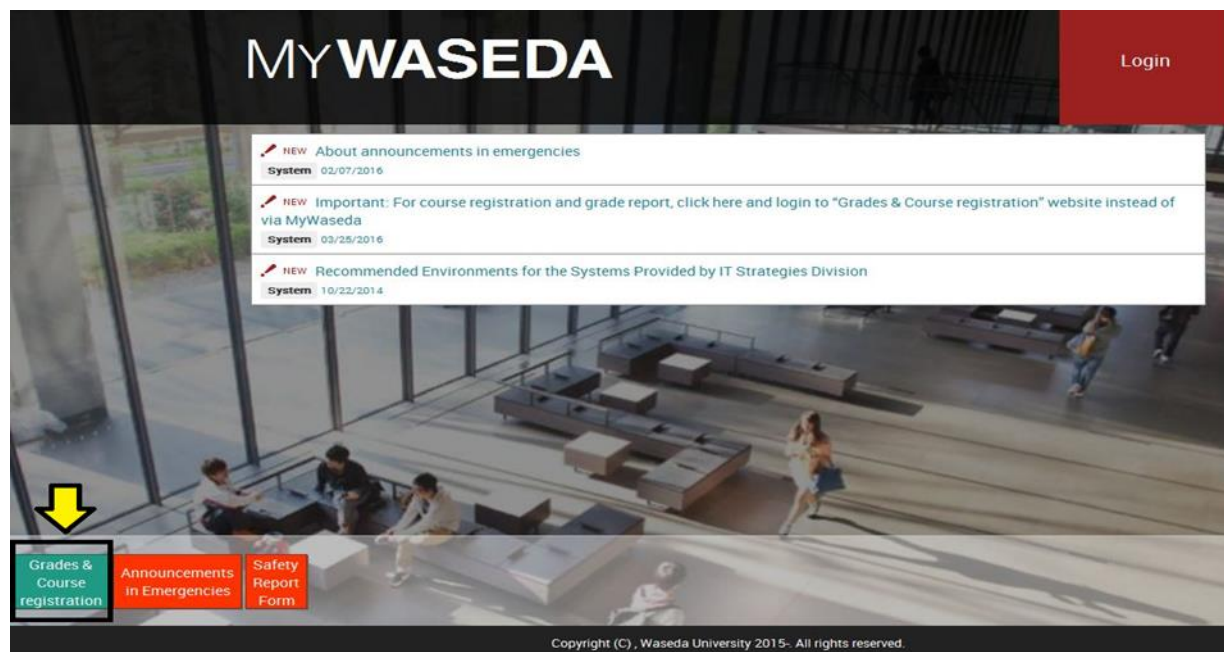 MYWASEDA
Login
NEW About announcements in emergencies
System 02/07/2016
NEW Important: For course registration and grade report, click here and login to “Grades & Course registration” website instead of
via MyWaseda
System 03/25/2016
NEW Recommended Environments for the Systems Provided by IT Strategies Division
System 10/22/2014
Grades &
Course
registration
Announcements
in Emergencies
Safety
Report
Form
Copyright (C) , Waseda University 2015-. All rights reserved.